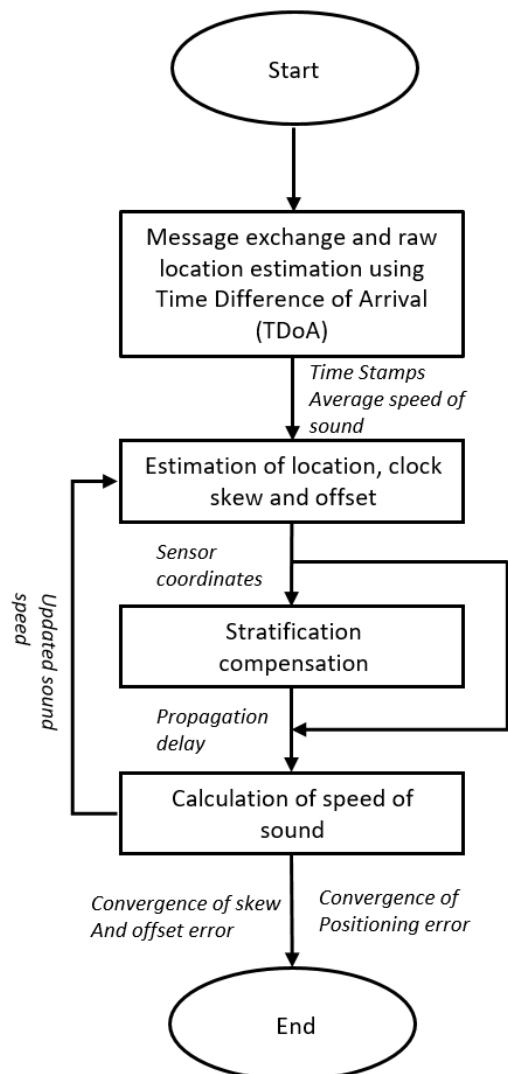 Start
Message exchange and raw
location estimation using
Time Difference of Arrival
(TDoA)
Time Stamps
Average speed of
sound
Estimation of location, clock
skew and offset
Sensor
coordinates
Stratification
compensation
Updated sound
speed
Propagation
delay
Calculation of speed of
sound
Convergence of skew
And offset error
Convergence of
Positioning error
End